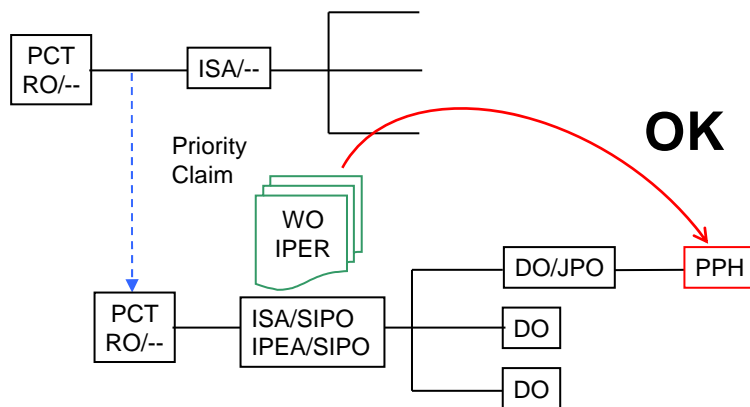 PCT
RO/--
ISA/--
Priority
Claim
OK
WO
IPER
DO/JPO
PPH
PCT
RO/--
ISA/SIPO
IPEA/SIPO
DO
DO